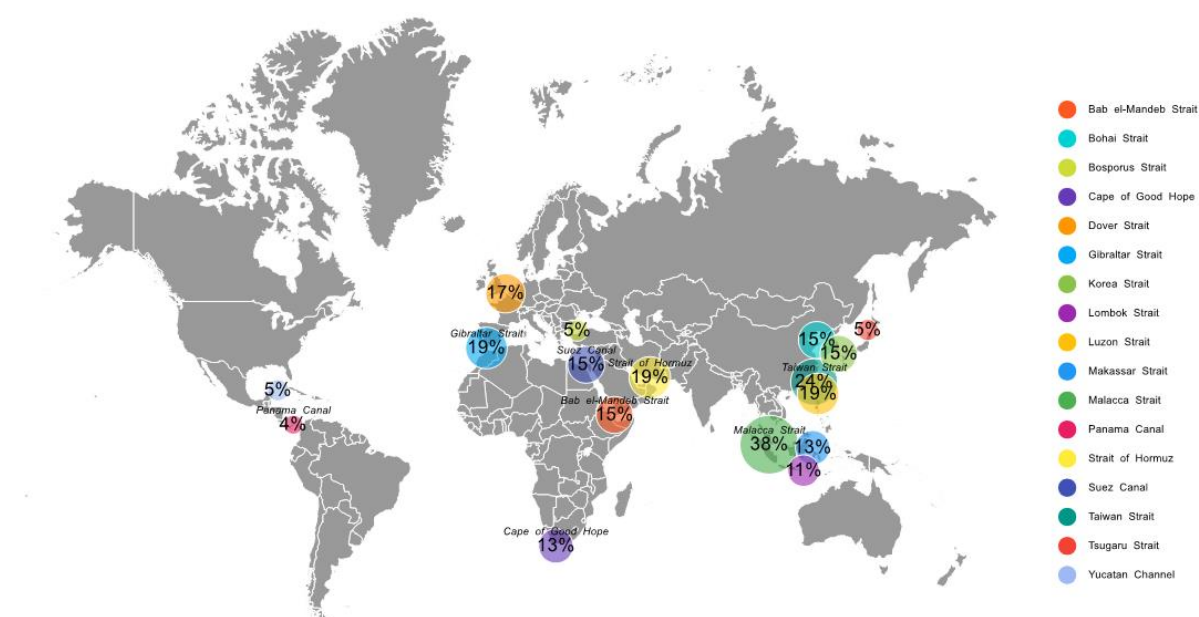 17%
Gibraltar Strait
19%
5%
Suez Canal
15%
Strait of Hormuz
19%
Bab el-Mandeb Strait
15%
15%
15%
5%
Taiwan Strait
24%
19%
5%
Panama Canal
4%
Malacca Strait
38%
13%
11%
Cape of Good Hope
13%
Bab el-Mandeb Strait
Bohai Strait
Bosporus Strait
Cape of Good Hope
Dover Strait
Gibraltar Strait
Korea Strait
Lombok Strait
Luzon Strait
Makassar Strait
Malacca Strait
Panama Canal
Strait of Hormuz
Suez Canal
Taiwan Strait
Tsugaru Strait
Yucatan Channel